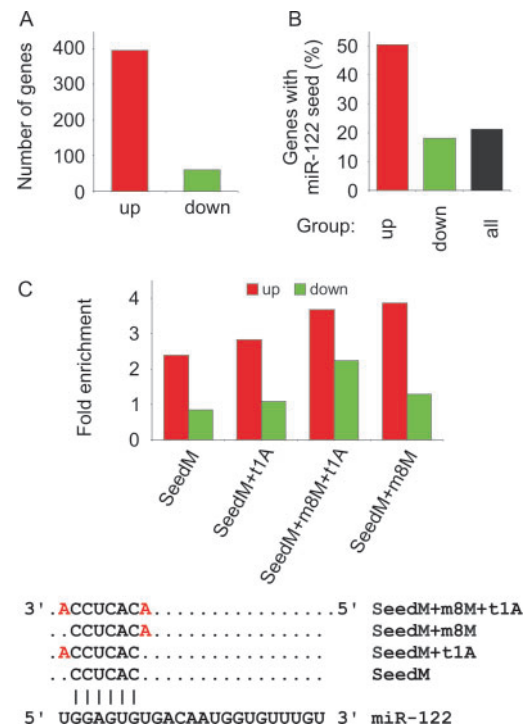 A
Number of genes
400
300
200
100
0
up down
B
Genes with
miR-122 seed (%)
50
40
30
20
10
0
Group: up down all
C
up down
Fold enrichment
4
3
2
1
0
SeedM
SeedM+t1A
SeedM+m8M+t1A
SeedM+m8M
3' .ACCUCACA.................5' SeedM+m8M+t1A
..CCUCACA............... SeedM+m8M
.ACCUCAC................ SeedM+t1A
..CCUCAC................ SeedM
||||||
5' UGGAGUGUGACAAUGGUGUUUGU 3' miR-122